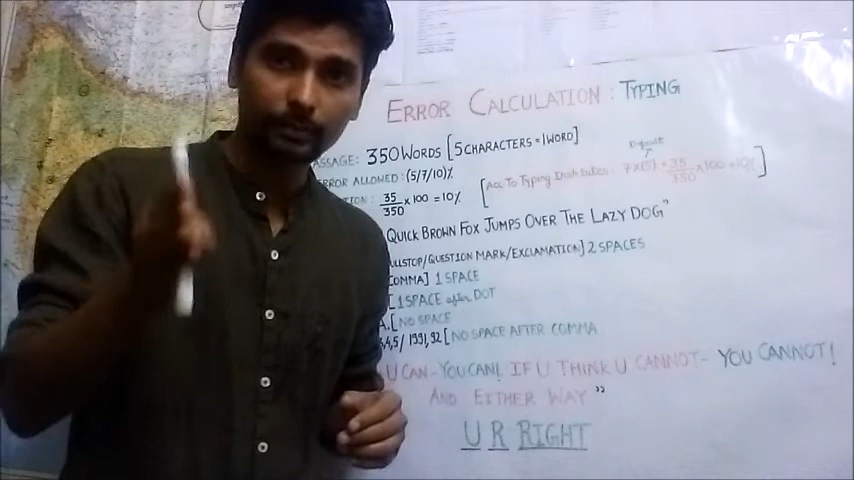 ERROR CALCULATION: TYPING
ASSAGE: 350 WORDS [5 CHARACTERS = 1 WORD]
ERROR ALLOWED: (5/7/10)%
TION: 35/350 x 100 = 10% [Acc To Typing Institutes: 7 x (5) = 35/350 x 100 = 10%]
QUICK BROWN FOX JUMPS OVER THE LAZY DOG"
ULLSTOP/QUESTION MARK/EXCLAMATION] 2 SPACES
COMMA] 1 SPACE
[1 SPACE after DOT
A. [NO SPACE
3,4,5/ 1991,92 [NO SPACE AFTER COMMA
U CAN - YOU CAN!. IF U THINK U CANNOT - YOU CANNOT!
AND EITHER WAY"
U R RIGHT